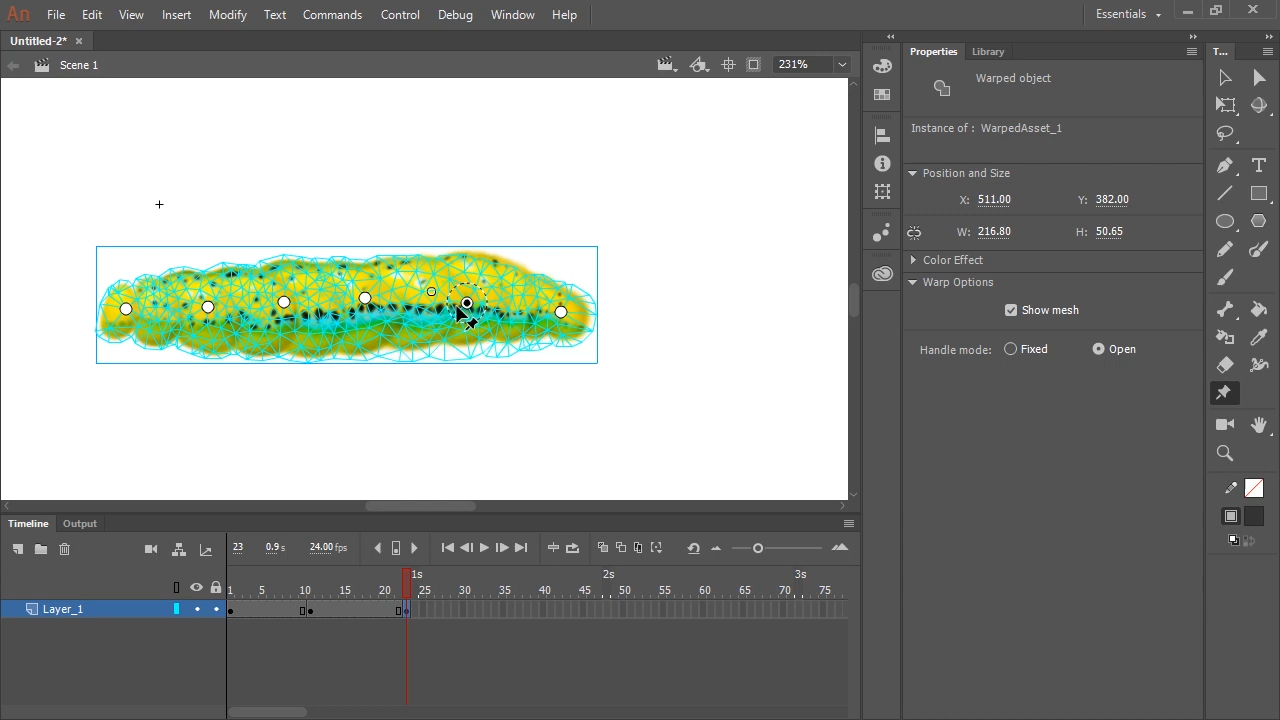 An File Edit View Insert Modify Text Commands Control Debug Window Help Essentials
Untitled-2*
Scene 1 231%
Properties Library T...
Warped object
Instance of : WarpedAsset_1
Position and Size
X: 511.00 Y: 382.00
W: 216.80 H: 50.65
Color Effect
Warp Options
Show mesh
Handle mode: Fixed Open
Timeline Output
23 0.9 s 24.00 fps
1s 2s 3s
1 5 10 15 20 25 30 35 40 45 50 55 60 65 70 75
Layer_1